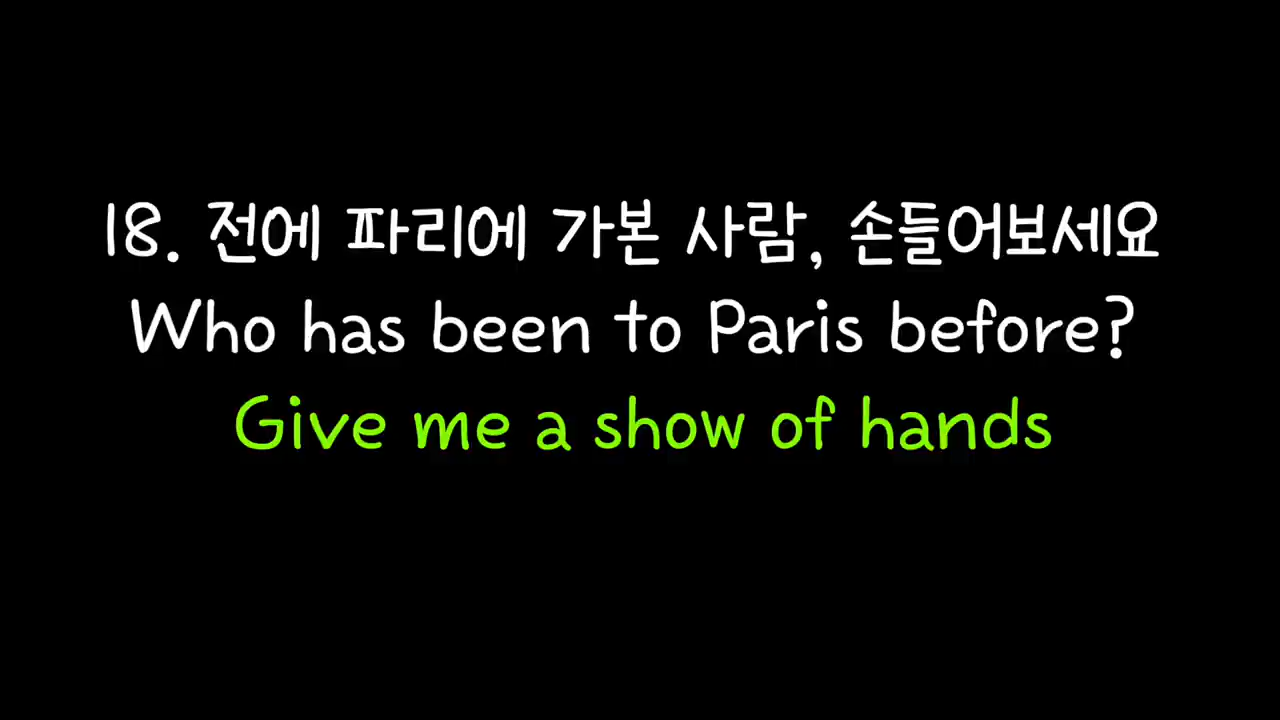 18. 전에 파리에 가본 사람, 손들어보세요
Who has been to Paris before?
Give me a show of hands